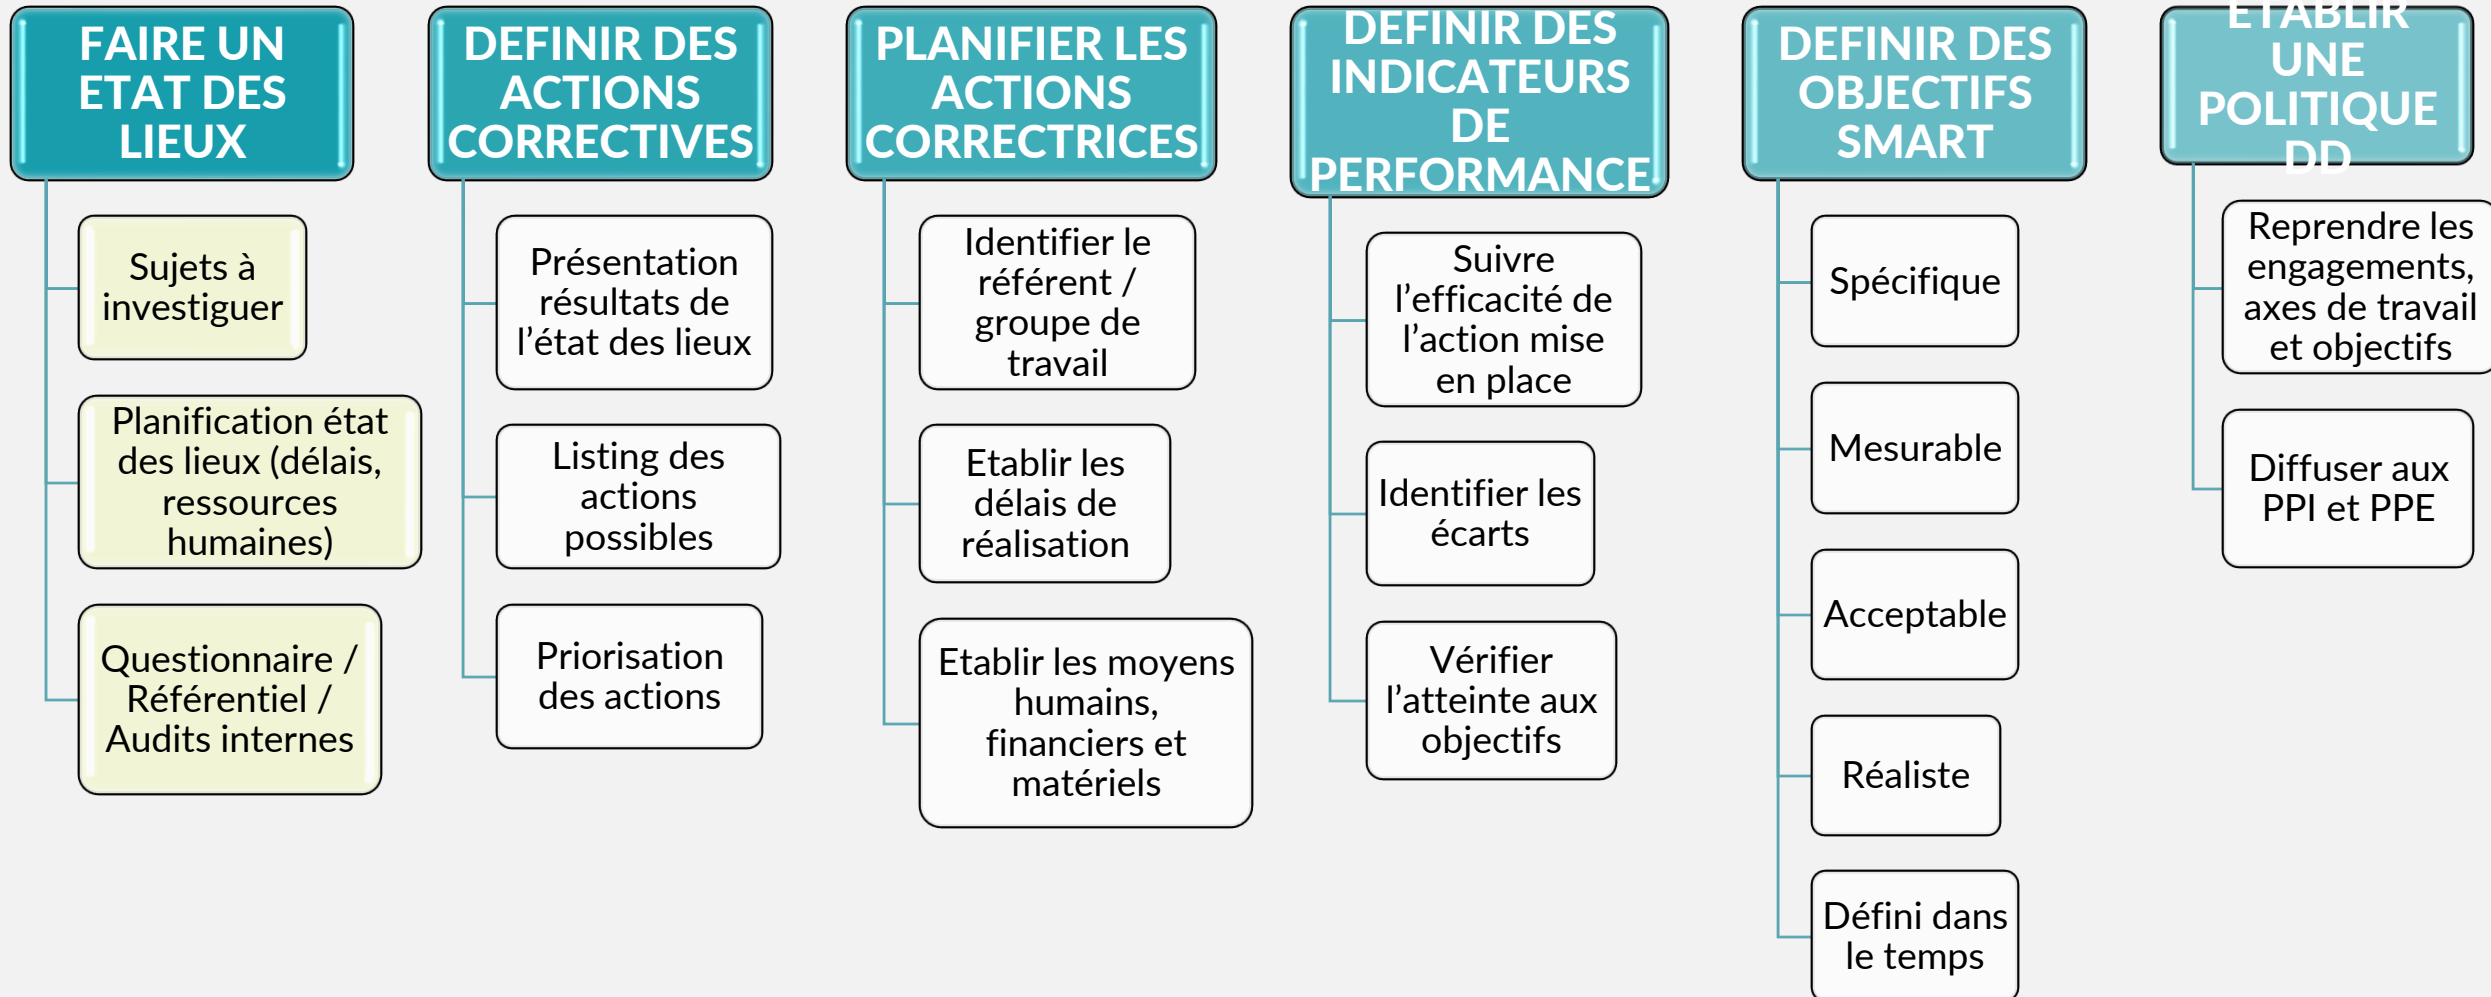 FAIRE UN
ETAT DES
LIEUX
Sujets à
investiguer
Planification état
des lieux (délais,
ressources
humaines)
Questionnaire /
Référentiel /
Audits internes
DEFINIR DES
ACTIONS
CORRECTIVES
Présentation
résultats de
l’état des lieux
Listing des
actions
possibles
Priorisation
des actions
PLANIFIER LES
ACTIONS
CORRECTRICES
Identifier le
référent /
groupe de
travail
Etablir les
délais de
réalisation
Etablir les moyens
humains,
financiers et
matériels
DEFINIR DES
INDICATEURS
DE
PERFORMANCE
Suivre
l’efficacité de
l’action mise
en place
Identifier les
écarts
Vérifier
l’atteinte aux
objectifs
DEFINIR DES
OBJECTIFS
SMART
Spécifique
Mesurable
Acceptable
Réaliste
Défini dans
le temps
ETABLIR
UNE
POLITIQUE
DD
Reprendre les
engagements,
axes de travail
et objectifs
Diffuser aux
PPI et PPE